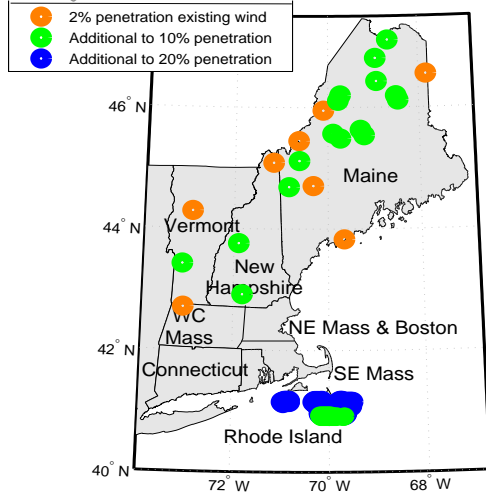 2% penetration existing wind
Additional to 10% penetration
Additional to 20% penetration
46° N
Maine
44° N
Vermont
New
Hampshire
WC
Mass
NE Mass & Boston
42° N
Connecticut
SE Mass
Rhode Island
40° N
72° W
70° W
68° W